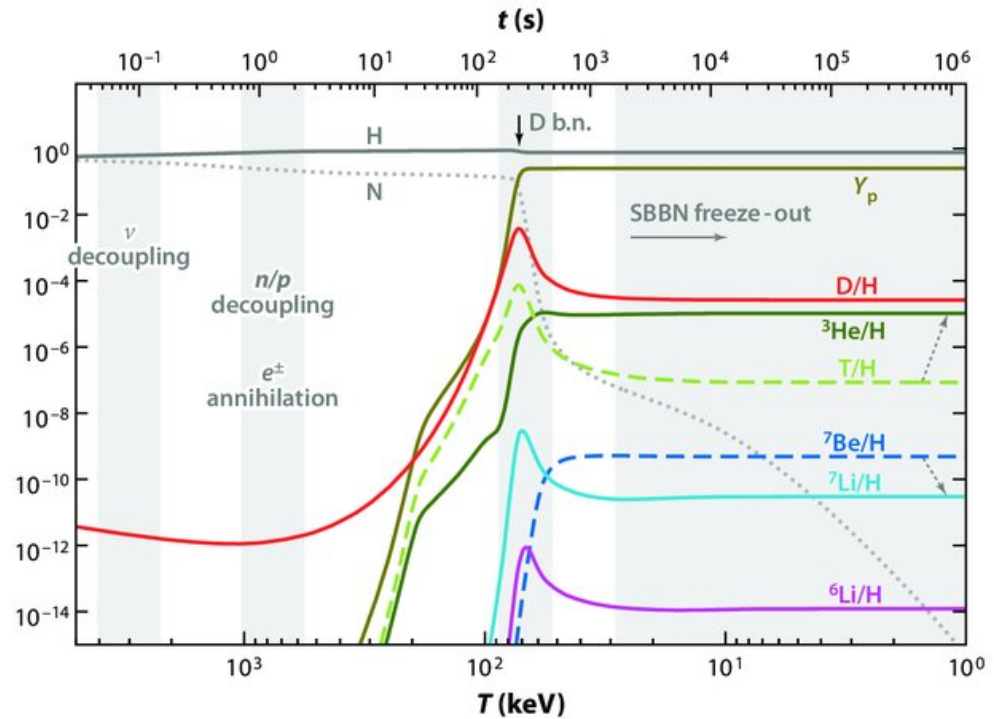 t (s)
10⁻¹ 10⁰ 10¹ 10² 10³ 10⁴ 10⁵ 10⁶
D b.n.
H
10⁰
N
Yₚ
10⁻²
SBBN freeze-out
ν
decoupling
n/p
decoupling
10⁻⁴
D/H
³He/H
10⁻⁶
T/H
e±
annihilation
10⁻⁸
⁷Be/H
10⁻¹⁰
⁷Li/H
10⁻¹²
⁶Li/H
10⁻¹⁴
10³ 10² 10¹ 10⁰
T (keV)